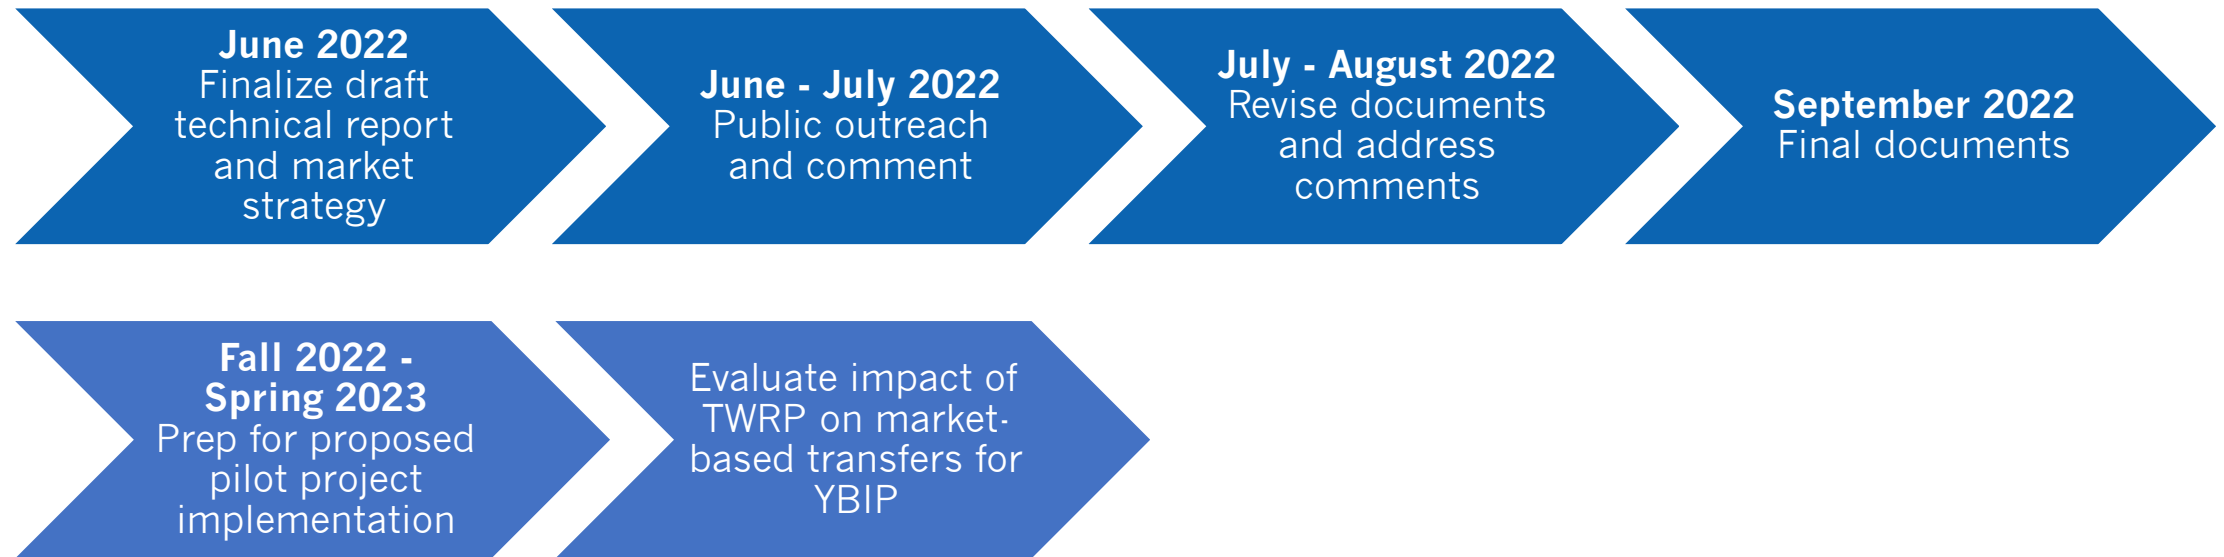 June 2022
Finalize draft
technical report
and market
strategy
June - July 2022
Public outreach
and comment
July - August 2022
Revise documents
and address
comments
September 2022
Final documents
Fall 2022 -
Spring 2023
Prep for proposed
pilot project
implementation
Evaluate impact of
TWRP on market-
based transfers for
YBIP